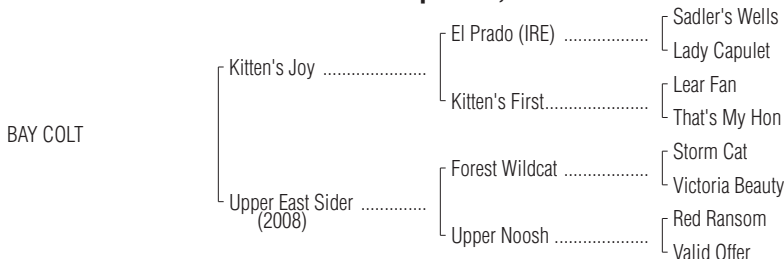 Sadler's Wells
El Prado (IRE) ...................
Lady Capulet
Kitten's Joy .......................
Lear Fan
Kitten's First.......................
That's My Hon
BAY COLT
Storm Cat
Forest Wildcat ...................
Victoria Beauty
Upper East Sider ..............
(2008)
Red Ransom
Upper Noosh .....................
Valid Offer